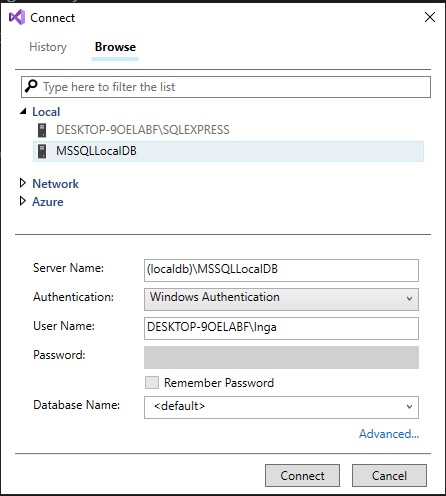 Connect
History Browse
Type here to filter the list
Local
DESKTOP-9OELABF\SQLEXPRESS
MSSQLLocalDB
Network
Azure
Server Name: (localdb)\MSSQLLocalDB
Authentication: Windows Authentication
User Name: DESKTOP-9OELABF\Inga
Password:
Remember Password
Database Name: <default>
Advanced...
Connect Cancel